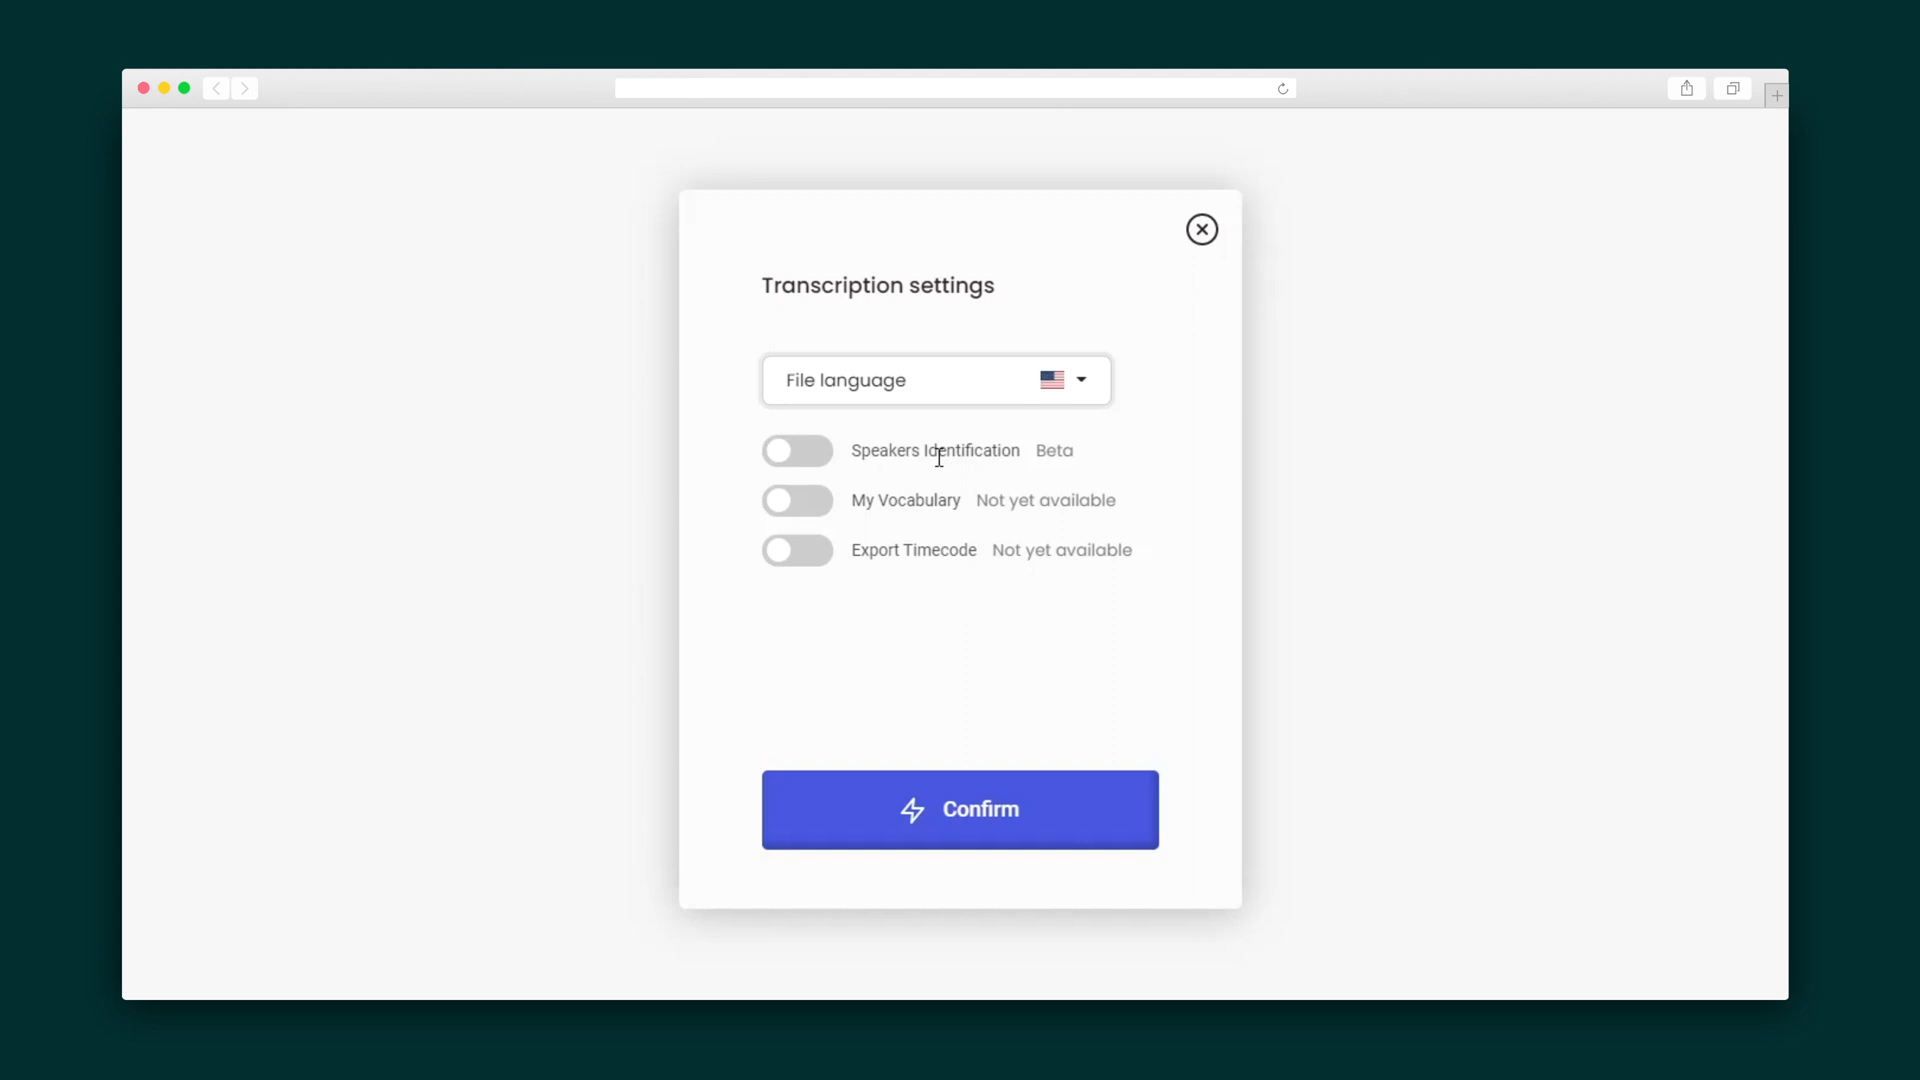 Transcription settings
File language
Speakers Identification Beta
My Vocabulary Not yet available
Export Timecode Not yet available
Confirm